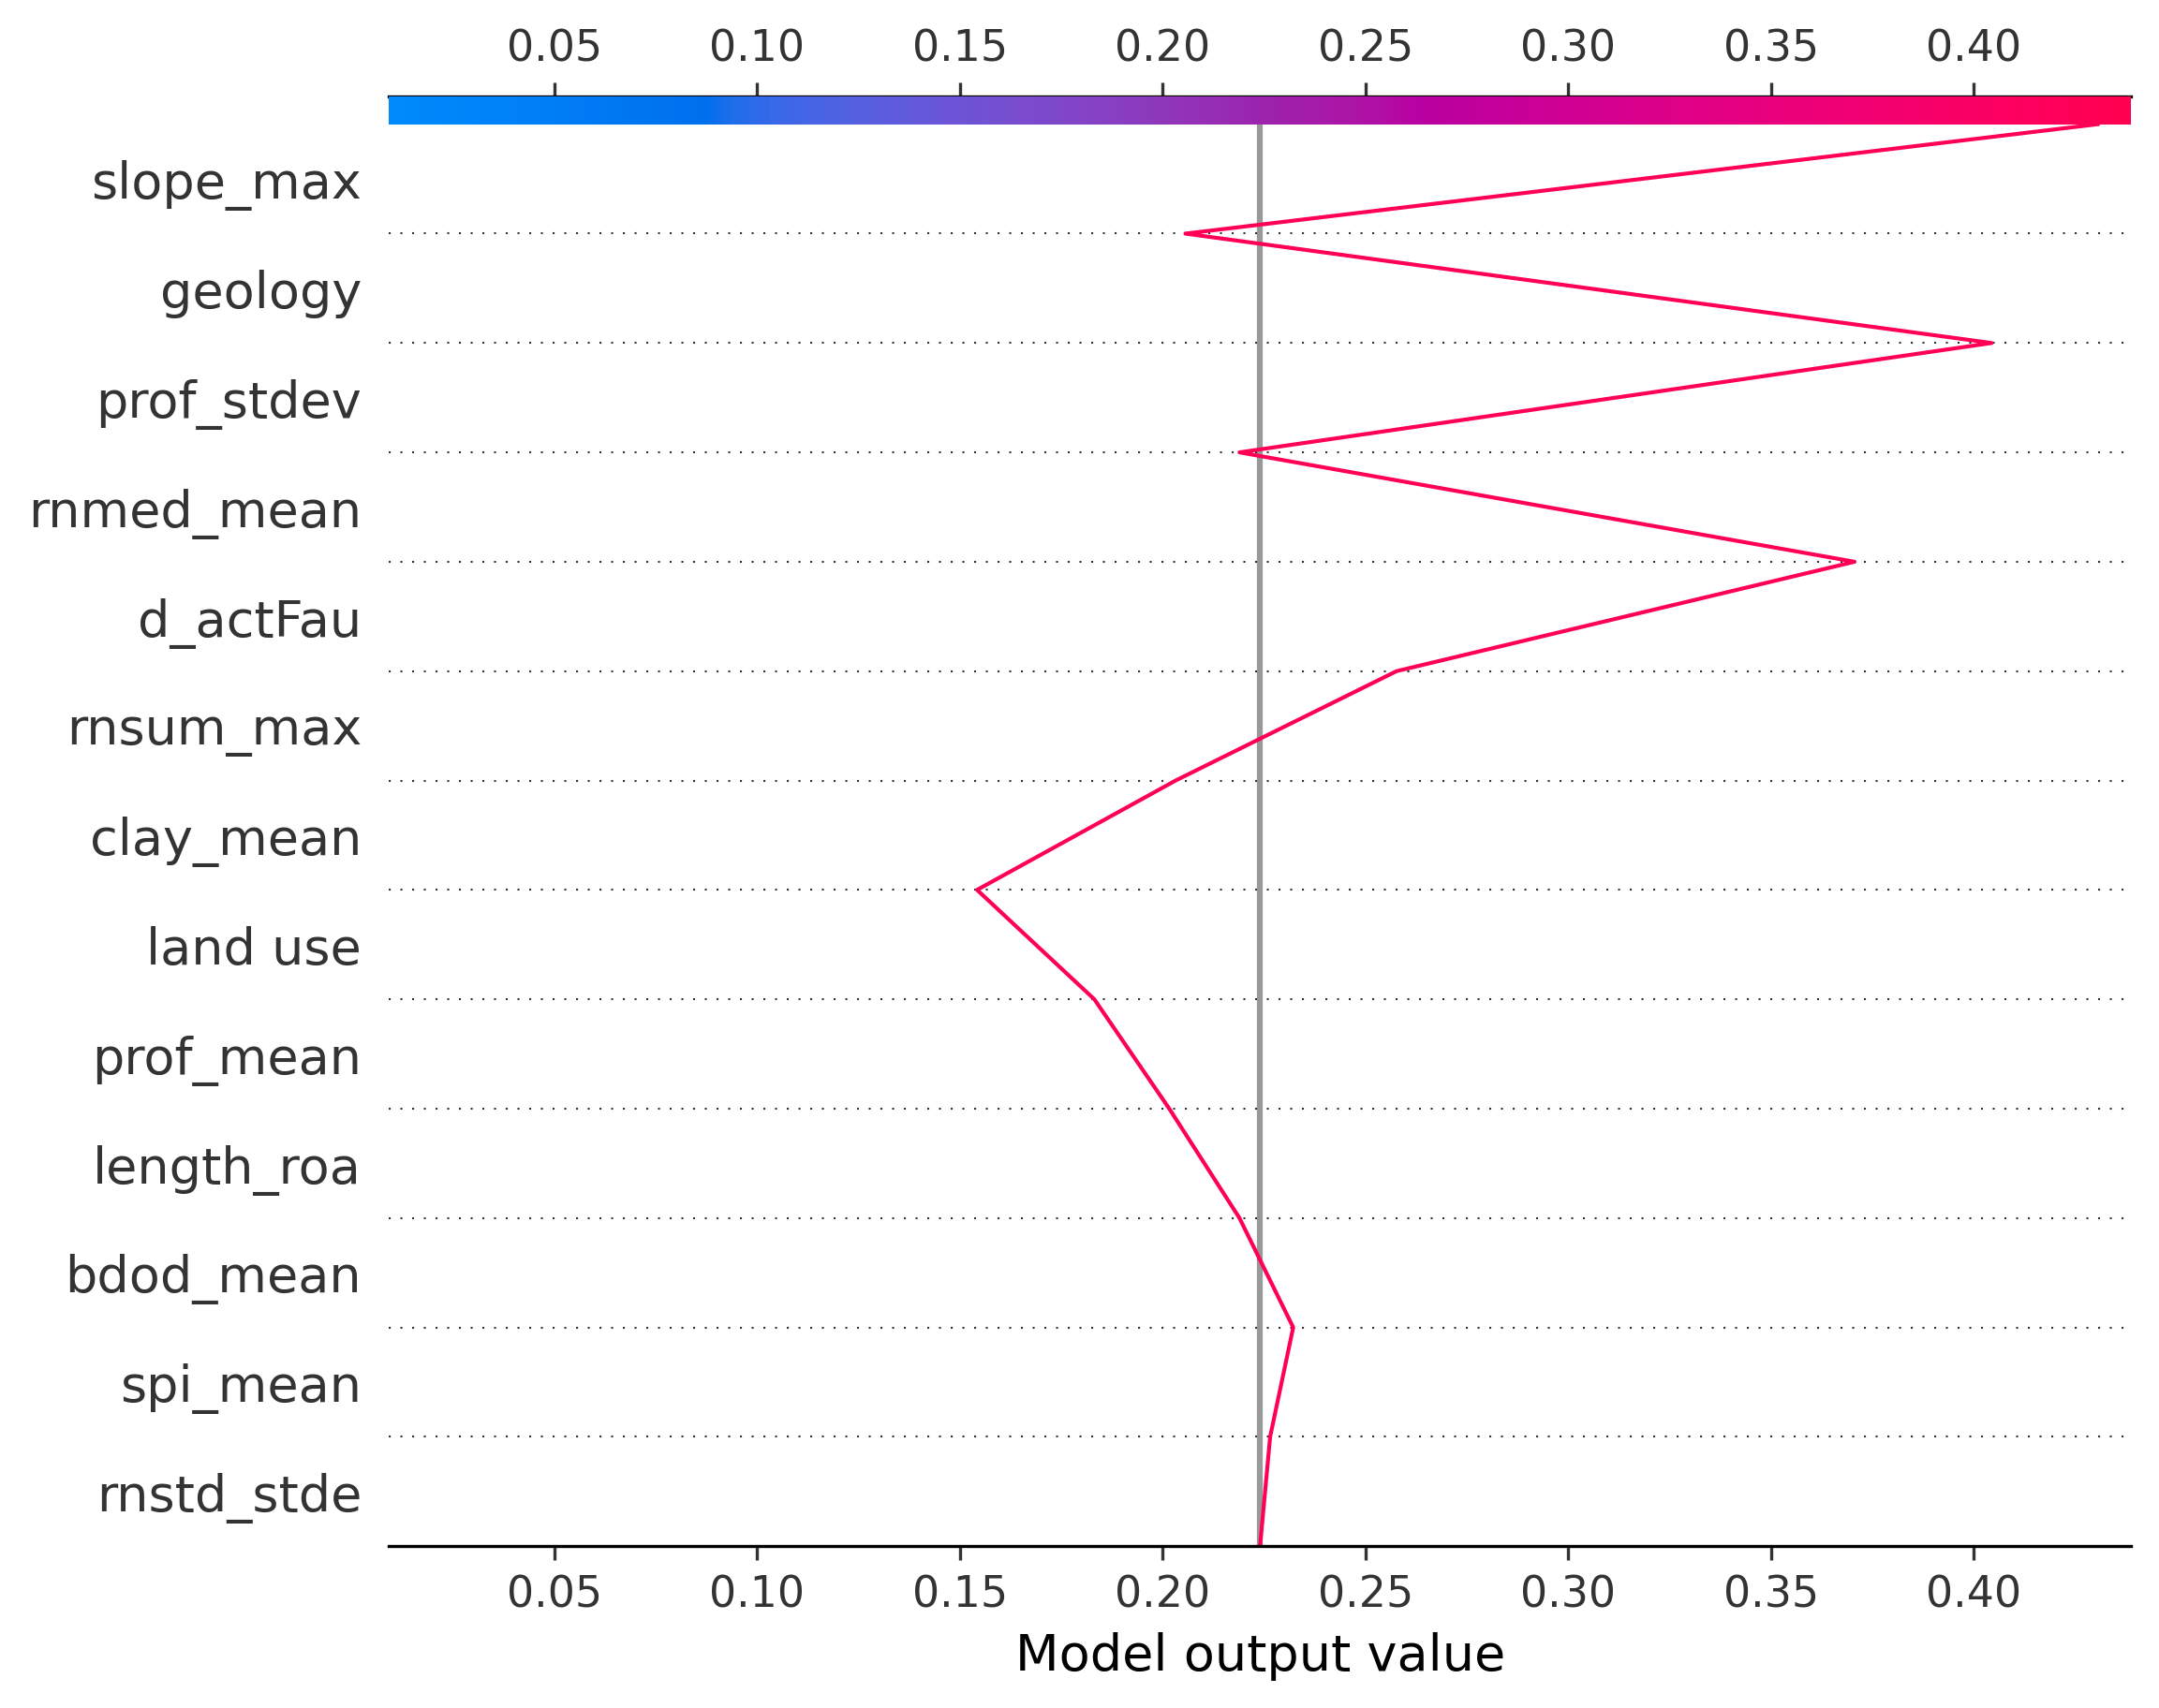 0.05 0.10 0.15 0.20 0.25 0.30 0.35 0.40
slope_max
geology
prof_stdev
rnmed_mean
d_actFau
rnsum_max
clay_mean
land use
prof_mean
length_roa
bdod_mean
spi_mean
rnstd_stde
0.05 0.10 0.15 0.20 0.25 0.30 0.35 0.40
Model output value